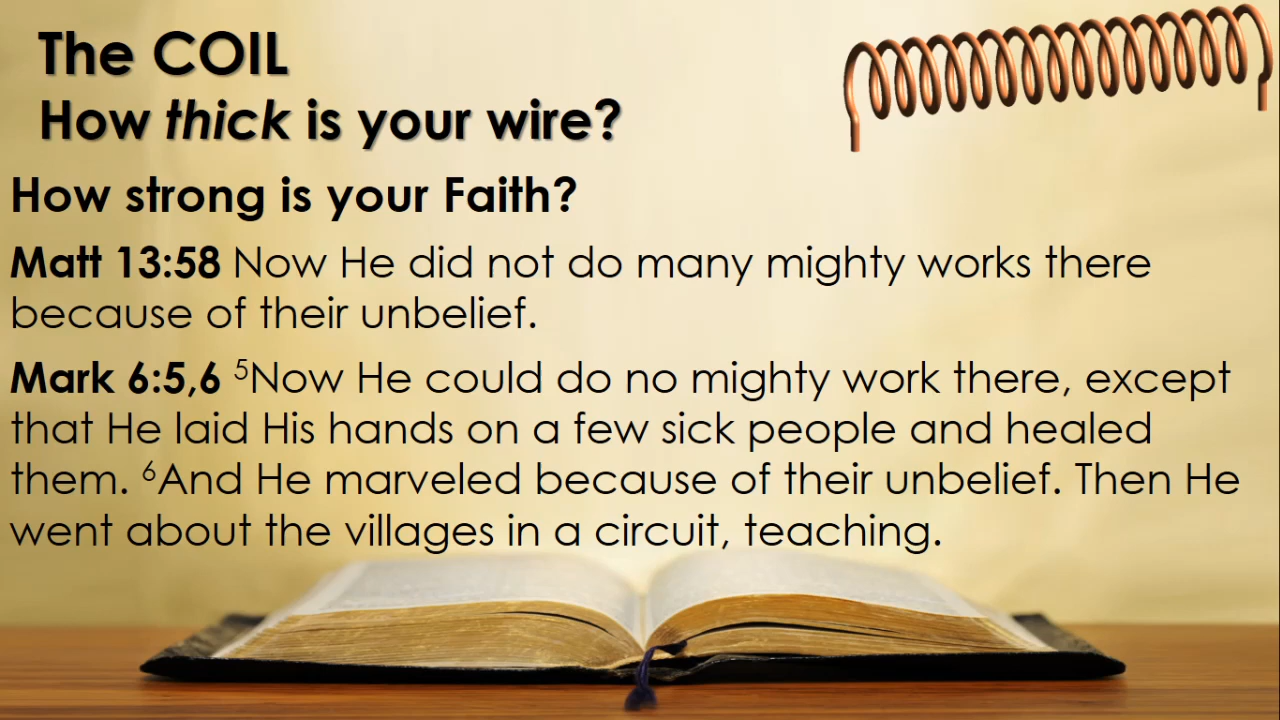 The COIL
How thick is your wire?
How strong is your Faith?
Matt 13:58 Now He did not do many mighty works there
because of their unbelief.
Mark 6:5,6 ⁵Now He could do no mighty work there, except
that He laid His hands on a few sick people and healed
them. ⁶And He marveled because of their unbelief. Then He
went about the villages in a circuit, teaching.